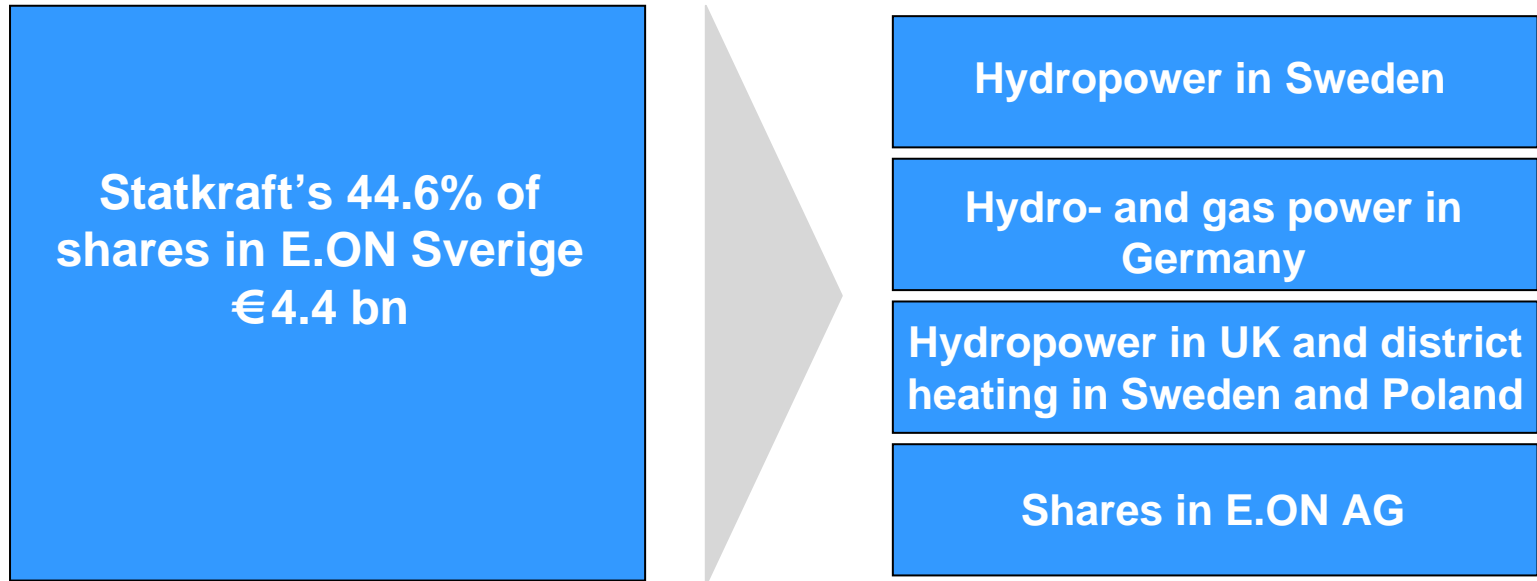 Statkraft’s 44.6% of
shares in E.ON Sverige
€4.4 bn
Hydropower in Sweden
Hydro- and gas power in
Germany
Hydropower in UK and district
heating in Sweden and Poland
Shares in E.ON AG